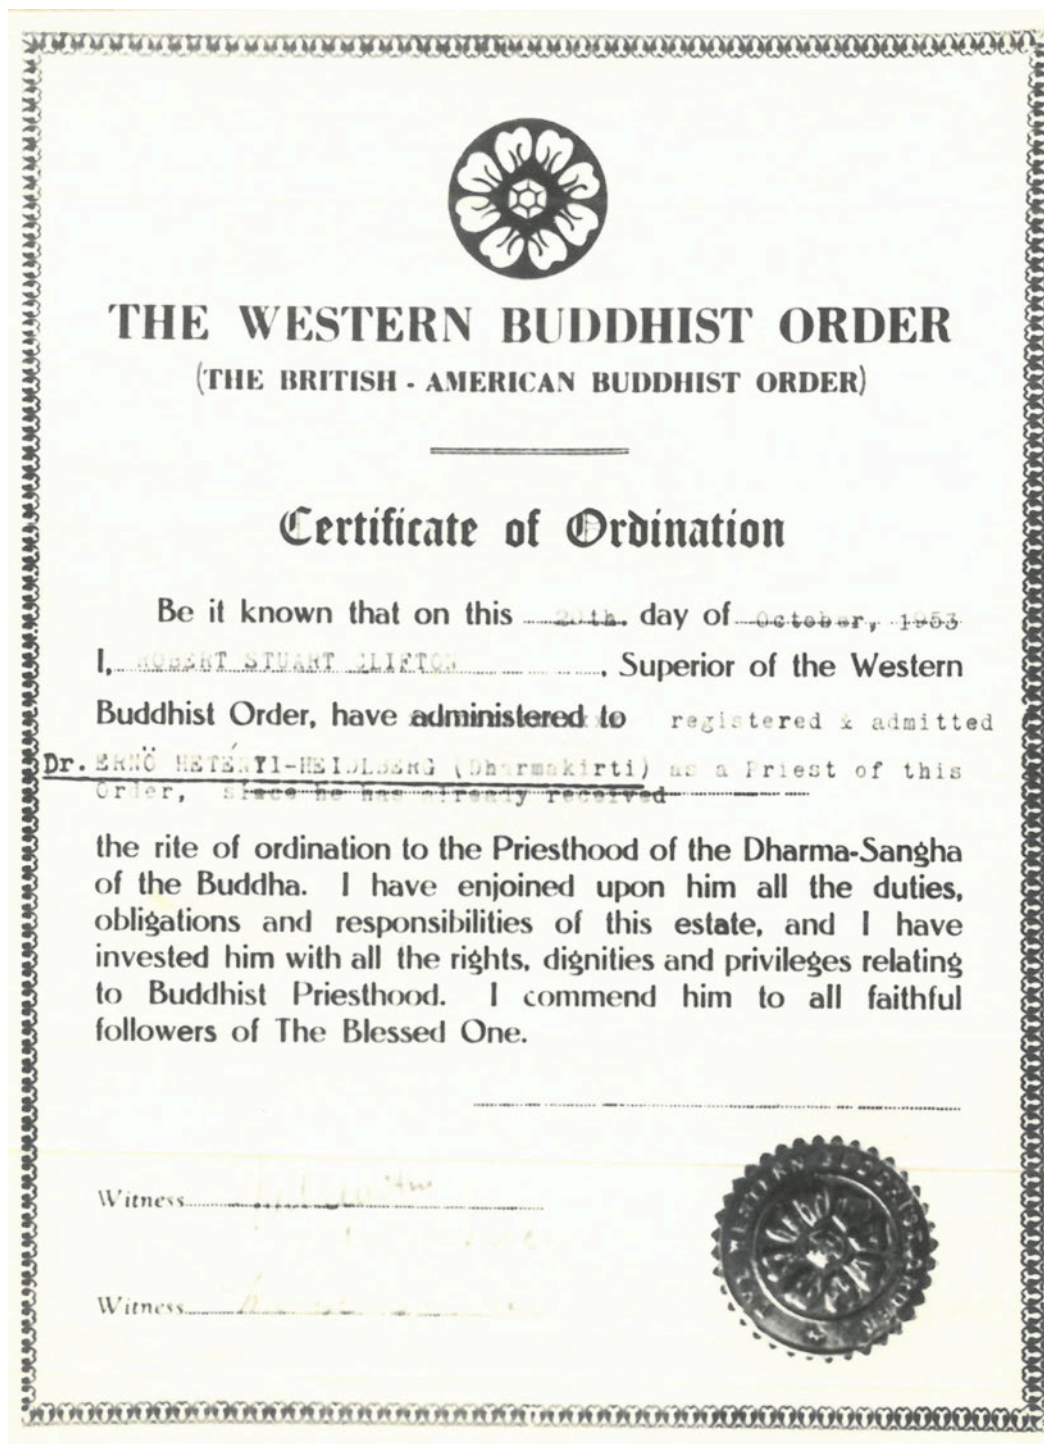 THE WESTERN BUDDHIST ORDER
(THE BRITISH - AMERICAN BUDDHIST ORDER)
Certificate of Ordination
Be it known that on this 20th. day of October, 1953
I, ROBERT STUART CLIFTON, Superior of the Western
Buddhist Order, have administered to registered & admitted
Dr. ERNÖ HETÉNYI-HEIDLBERG (Dharmakirti) as a Priest of this
Order, since he has already received
the rite of ordination to the Priesthood of the Dharma-Sangha
of the Buddha. I have enjoined upon him all the duties,
obligations and responsibilities of this estate, and I have
invested him with all the rights, dignities and privileges relating
to Buddhist Priesthood. I commend him to all faithful
followers of The Blessed One.
Witness
Witness
WESTERN BUDDHIST ORDER